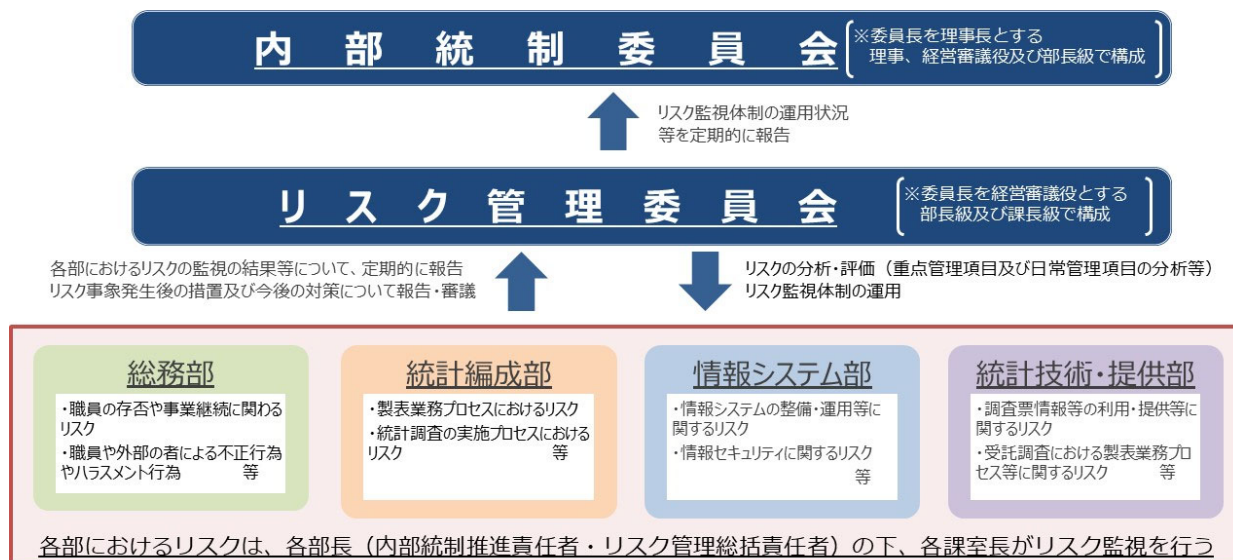 内部統制委員会
※委員長を理事長とする
理事、経営審議役及び部長級で構成
リスク監視体制の運用状況
等を定期的に報告
リスク管理委員会
※委員長を経営審議役とする
部長級及び課長級で構成
各部におけるリスクの監視の結果等について、定期的に報告
リスク事象発生後の措置及び今後の対策について報告・審議
リスクの分析・評価（重点管理項目及び日常管理項目の分析等）
リスク監視体制の運用
総務部
・職員の存否や事業継続に関わる
リスク
・職員や外部の者による不正行為
やハラスメント行為 等
統計編成部
・製表業務プロセスにおけるリスク
・統計調査の実施プロセスにおける
リスク 等
情報システム部
・情報システムの整備・運用等に
関するリスク
・情報セキュリティに関するリスク
等
統計技術・提供部
・調査票情報等の利用・提供等に
関するリスク
・受託調査における製表業務プロ
セス等に関するリスク 等
各部におけるリスクは、各部長（内部統制推進責任者・リスク管理総括責任者）の下、各課室長がリスク監視を行う